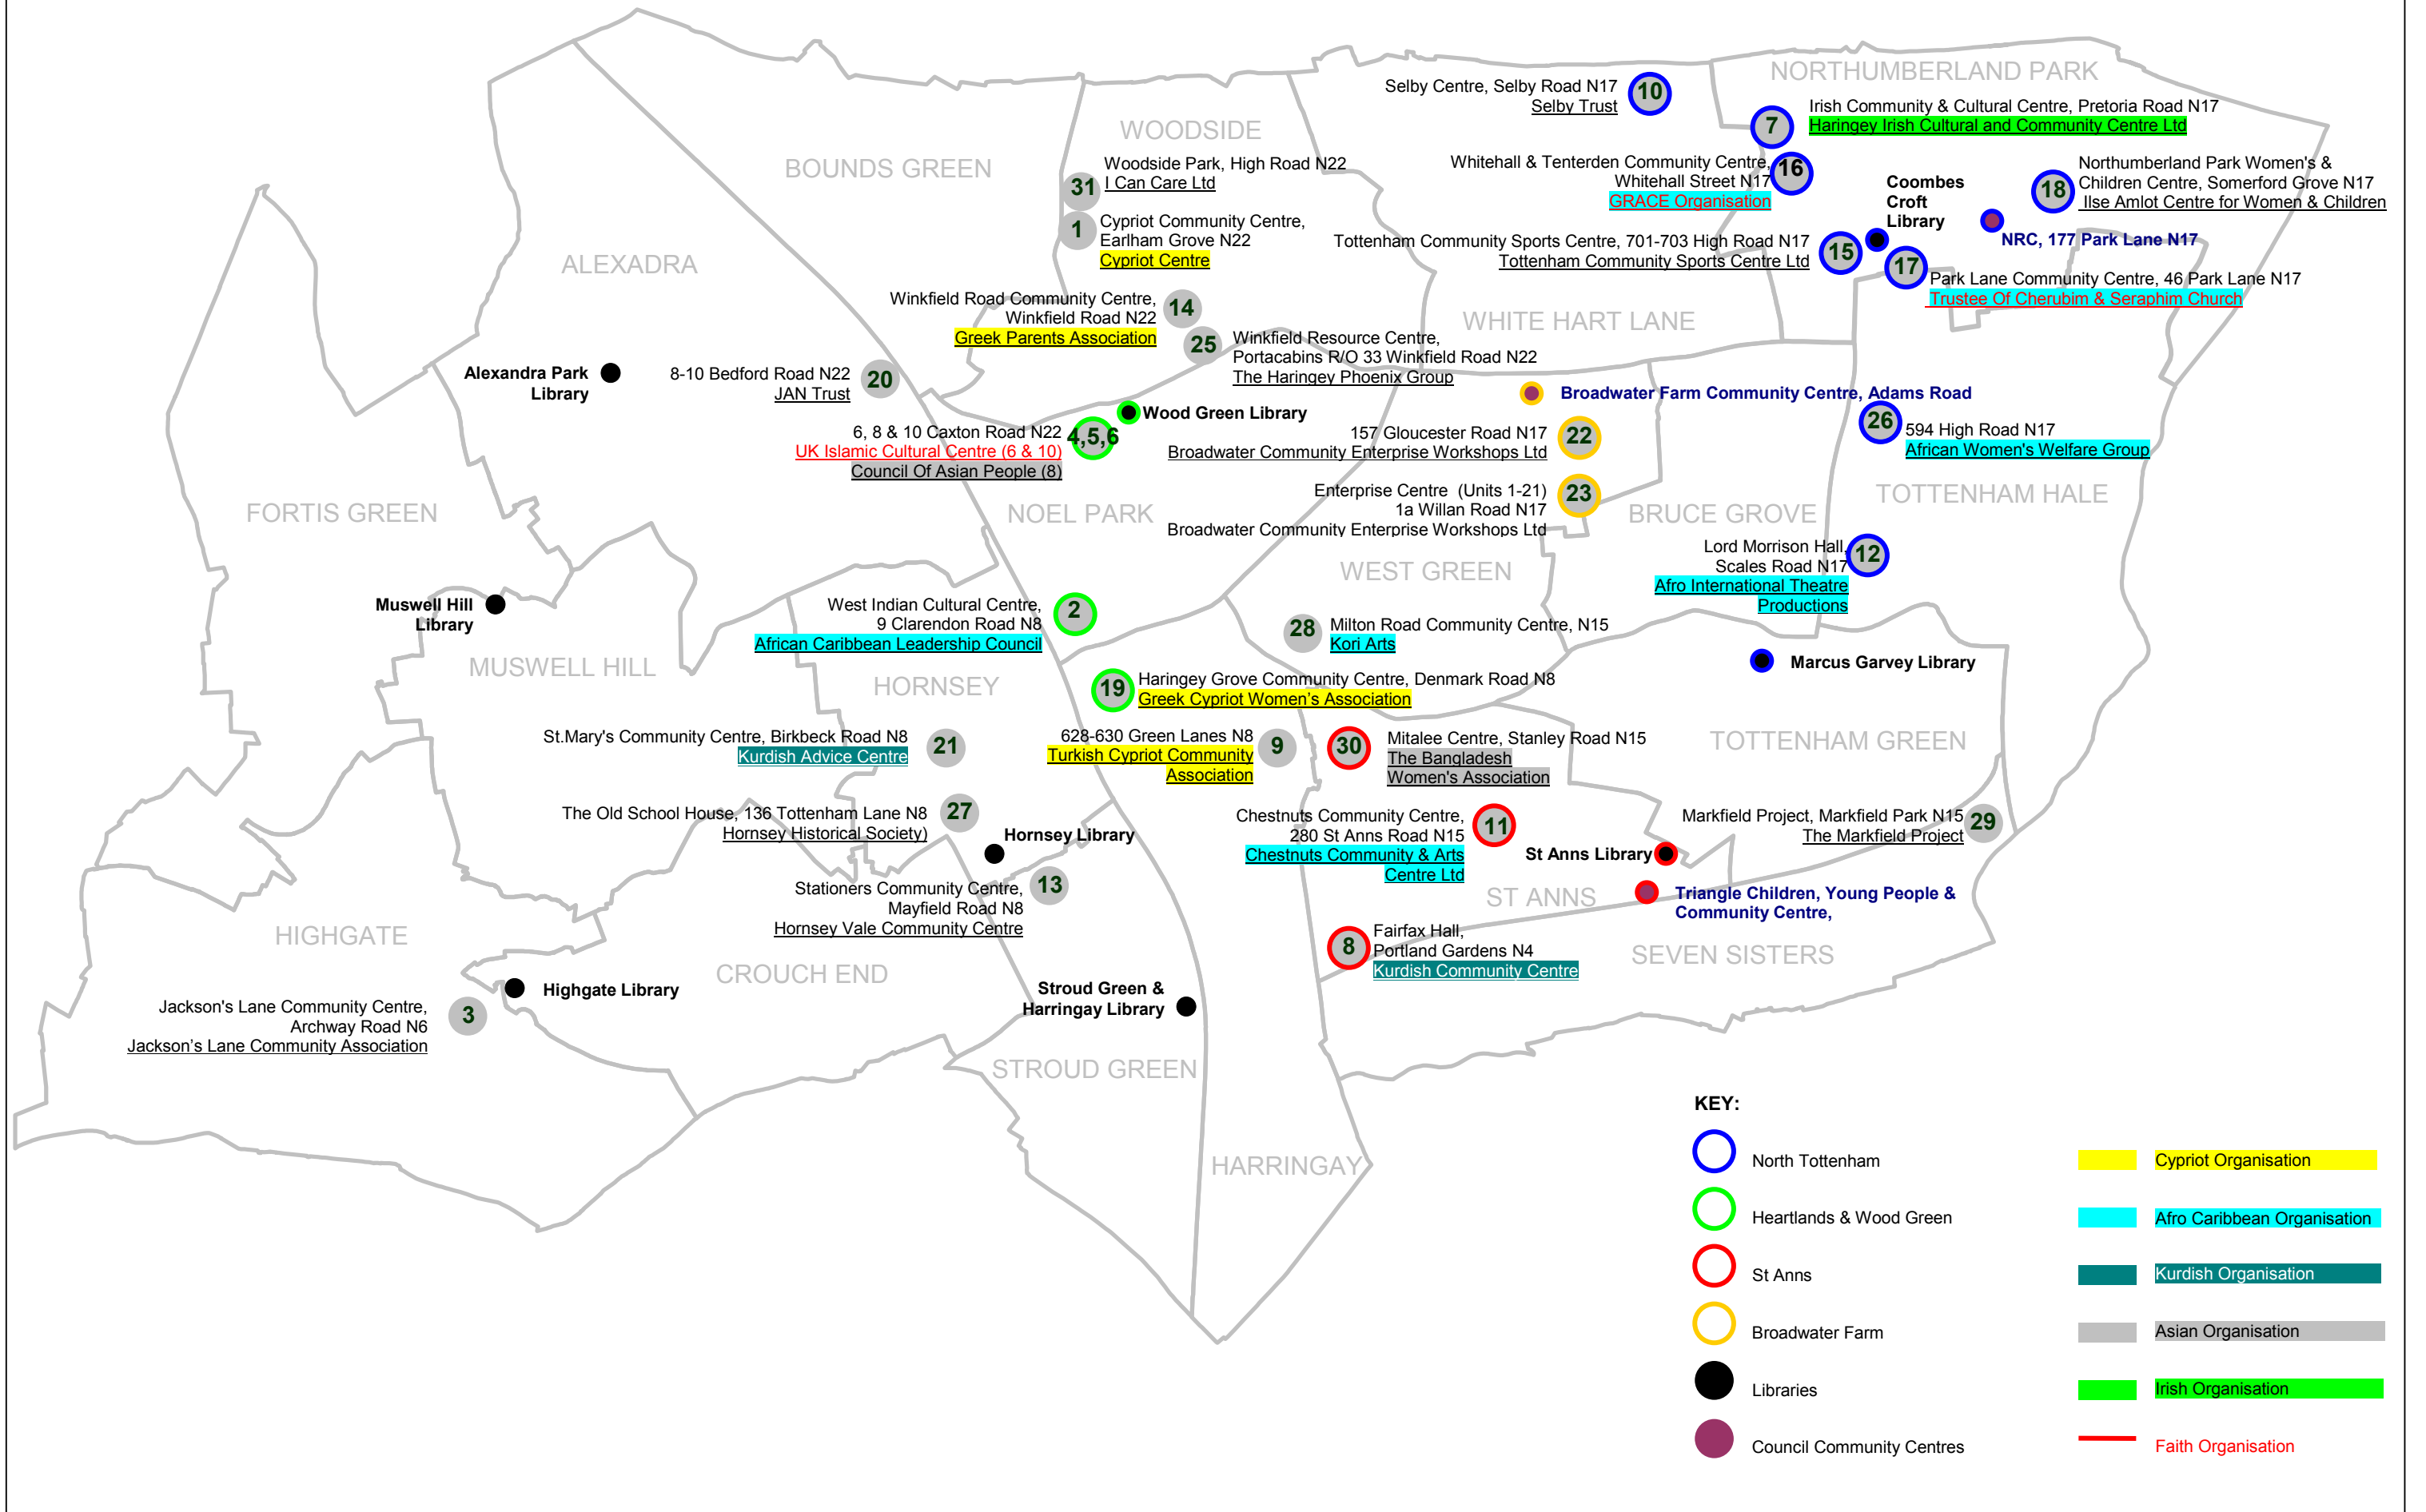 NORTHUMBERLAND PARK
Selby Centre, Selby Road N17
Selby Trust
10
Irish Community & Cultural Centre, Pretoria Road N17
Haringey Irish Cultural and Community Centre Ltd
7
WOODSIDE
BOUNDS GREEN
Woodside Park, High Road N22
I Can Care Ltd
31
Whitehall & Tenterden Community Centre,
Whitehall Street N17
GRACE Organisation
16
Coombes
Croft
Library
18
Northumberland Park Women's &
Children Centre, Somerford Grove N17
Ilse Amlot Centre for Women & Children
1
Cypriot Community Centre,
Earlham Grove N22
Cypriot Centre
Tottenham Community Sports Centre, 701-703 High Road N17
Tottenham Community Sports Centre Ltd
15
NRC, 177 Park Lane N17
17
Park Lane Community Centre, 46 Park Lane N17
Trustee Of Cherubim & Seraphim Church
ALEXADRA
Winkfield Road Community Centre,
Winkfield Road N22
Greek Parents Association
14
WHITE HART LANE
25
Winkfield Resource Centre,
Portacabins R/O 33 Winkfield Road N22
The Haringey Phoenix Group
Alexandra Park
Library
8-10 Bedford Road N22
JAN Trust
20
Broadwater Farm Community Centre, Adams Road
Wood Green Library
6, 8 & 10 Caxton Road N22
UK Islamic Cultural Centre (6 & 10)
Council Of Asian People (8)
4,5,6
157 Gloucester Road N17
Broadwater Community Enterprise Workshops Ltd
22
26
594 High Road N17
African Women's Welfare Group
Enterprise Centre (Units 1-21)
1a Willan Road N17
Broadwater Community Enterprise Workshops Ltd
23
FORTIS GREEN
NOEL PARK
BRUCE GROVE
TOTTENHAM HALE
Lord Morrison Hall,
Scales Road N17
Afro International Theatre
Productions
12
WEST GREEN
Muswell Hill
Library
West Indian Cultural Centre,
9 Clarendon Road N8
African Caribbean Leadership Council
2
28
Milton Road Community Centre, N15
Kori Arts
Marcus Garvey Library
MUSWELL HILL
HORNSEY
19
Haringey Grove Community Centre, Denmark Road N8
Greek Cypriot Women's Association
St.Mary's Community Centre, Birkbeck Road N8
Kurdish Advice Centre
21
628-630 Green Lanes N8
Turkish Cypriot Community
Association
9
30
Mitalee Centre, Stanley Road N15
The Bangladesh
Women's Association
TOTTENHAM GREEN
The Old School House, 136 Tottenham Lane N8
Hornsey Historical Society)
27
Hornsey Library
Chestnuts Community Centre,
280 St Anns Road N15
Chestnuts Community & Arts
Centre Ltd
11
Markfield Project, Markfield Park N15
The Markfield Project
29
St Anns Library
Stationers Community Centre,
Mayfield Road N8
Hornsey Vale Community Centre
13
ST ANNS
Triangle Children, Young People &
Community Centre,
HIGHGATE
8
Fairfax Hall,
Portland Gardens N4
Kurdish Community Centre
SEVEN SISTERS
CROUCH END
Highgate Library
Stroud Green &
Harringay Library
Jackson's Lane Community Centre,
Archway Road N6
Jackson's Lane Community Association
3
STROUD GREEN
HARRINGAY
KEY:
North Tottenham
Cypriot Organisation
Heartlands & Wood Green
Afro Caribbean Organisation
St Anns
Kurdish Organisation
Broadwater Farm
Asian Organisation
Libraries
Irish Organisation
Council Community Centres
Faith Organisation